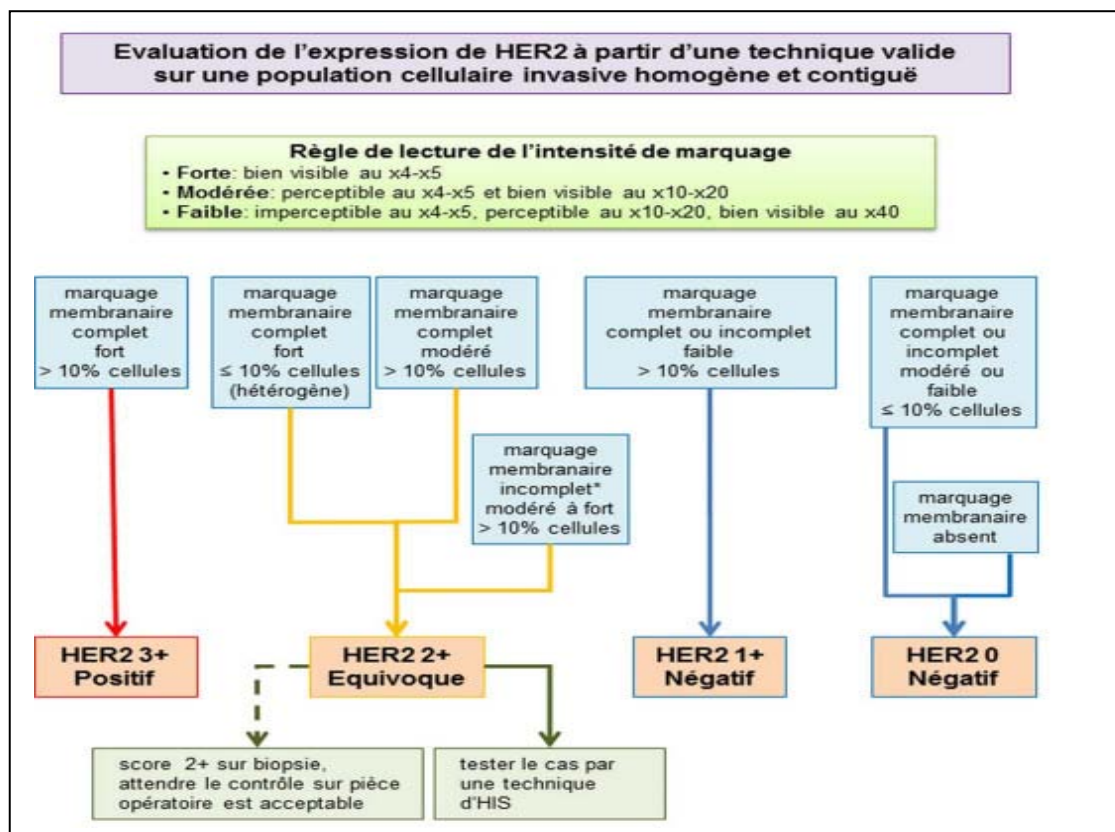 Evaluation de l'expression de HER2 à partir d'une technique valide
sur une population cellulaire invasive homogène et contiguë
Règle de lecture de l'intensité de marquage
• Forte: bien visible au x4-x5
• Modérée: perceptible au x4-x5 et bien visible au x10-x20
• Faible: imperceptible au x4-x5, perceptible au x10-x20, bien visible au x40
marquage
membranaire
complet
fort
> 10% cellules
marquage
membranaire
complet
fort
≤ 10% cellules
(hétérogène)
marquage
membranaire
complet
modéré
> 10% cellules
marquage
membranaire
incomplet*
modéré à fort
> 10% cellules
marquage
membranaire
complet ou incomplet
faible
> 10% cellules
marquage
membranaire
complet ou
incomplet
modéré ou
faible
≤ 10% cellules
marquage
membranaire
absent
HER2 3+
Positif
HER2 2+
Equivoque
HER2 1+
Négatif
HER2 0
Négatif
score 2+ sur biopsie,
attendre le contrôle sur pièce
opératoire est acceptable
tester le cas par
une technique
d'HIS